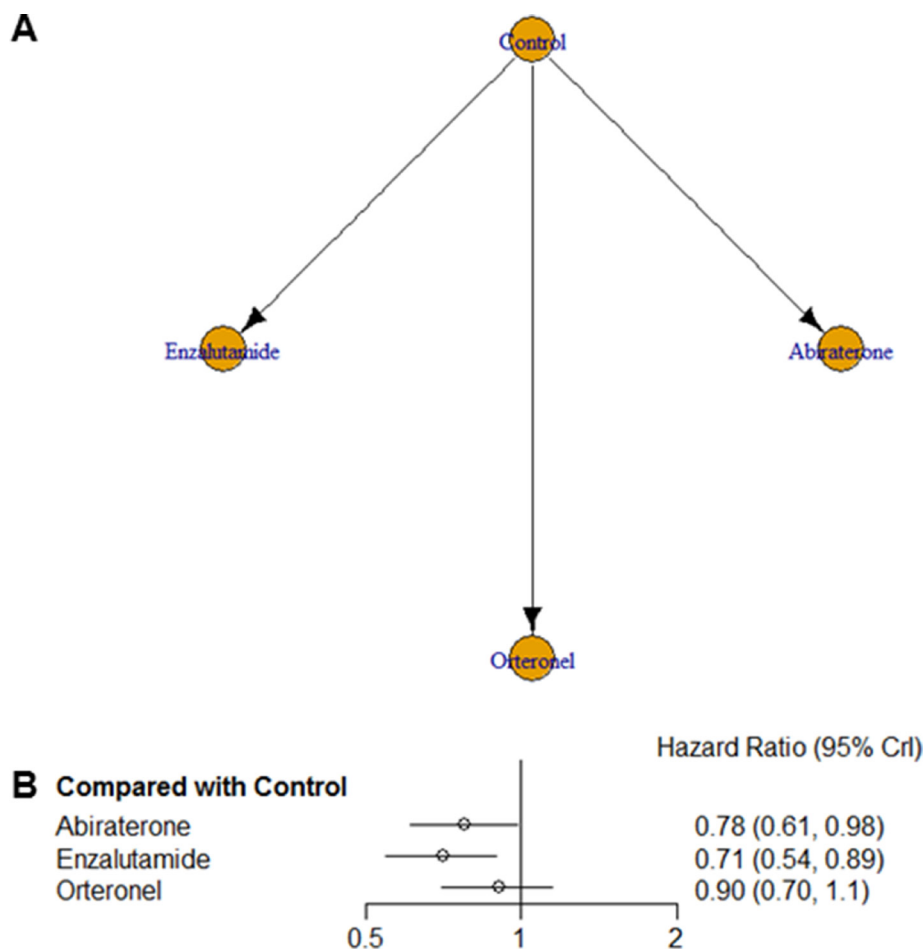 A
Control
Enzalutamide
Abiraterone
Orteronel
Hazard Ratio (95% CrI)
B Compared with Control
Abiraterone 0.78 (0.61, 0.98)
Enzalutamide 0.71 (0.54, 0.89)
Orteronel 0.90 (0.70, 1.1)
0.5 1 2